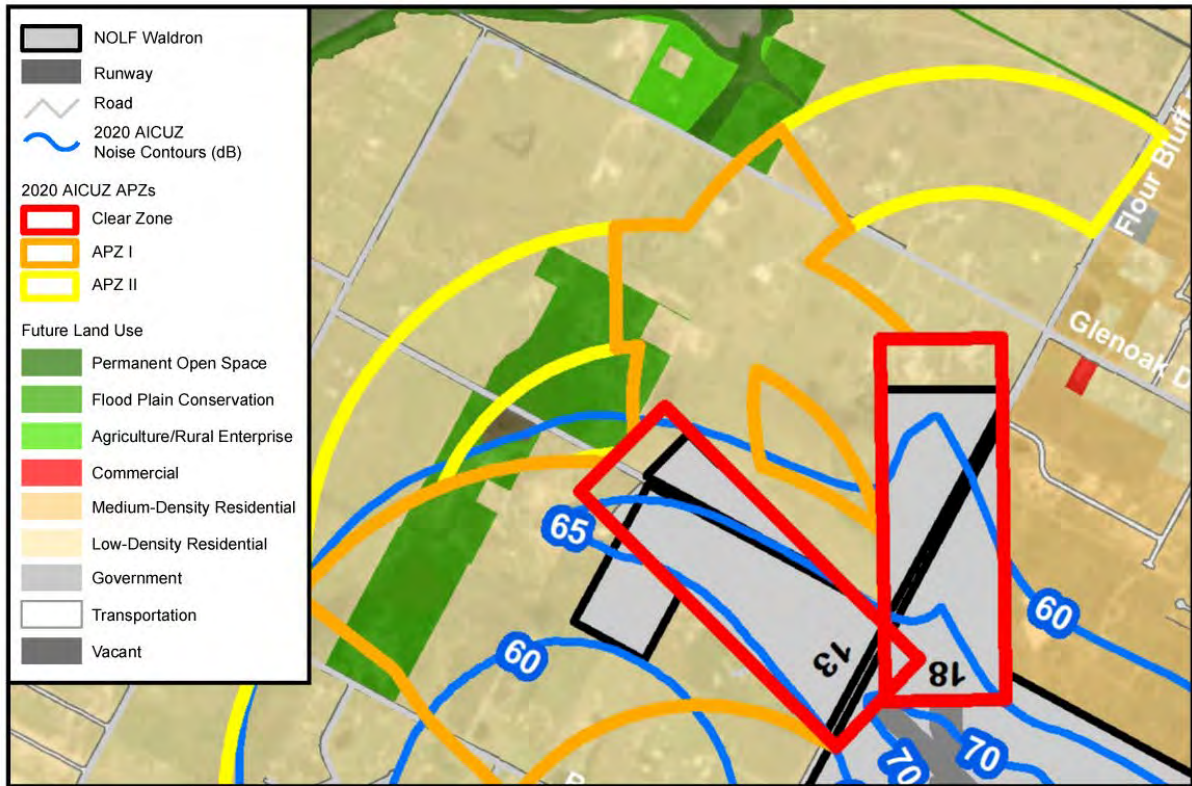 NOLF Waldron
Runway
Road
2020 AICUZ
Noise Contours (dB)
2020 AICUZ APZs
Clear Zone
APZ I
APZ II
Future Land Use
Permanent Open Space
Flood Plain Conservation
Agriculture/Rural Enterprise
Commercial
Medium-Density Residential
Low-Density Residential
Government
Transportation
Vacant
Flour Bluff
Glenoak D
65
60
60
13
18
70
70